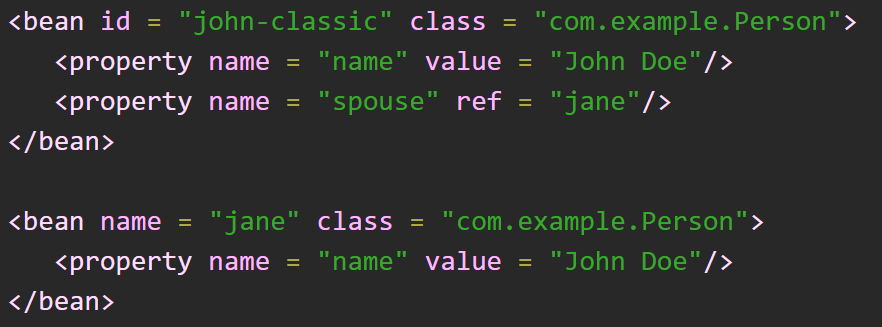 <bean id = "john-classic" class = "com.example.Person">
   <property name = "name" value = "John Doe"/>
   <property name = "spouse" ref = "jane"/>
</bean>

<bean name = "jane" class = "com.example.Person">
   <property name = "name" value = "John Doe"/>
</bean>